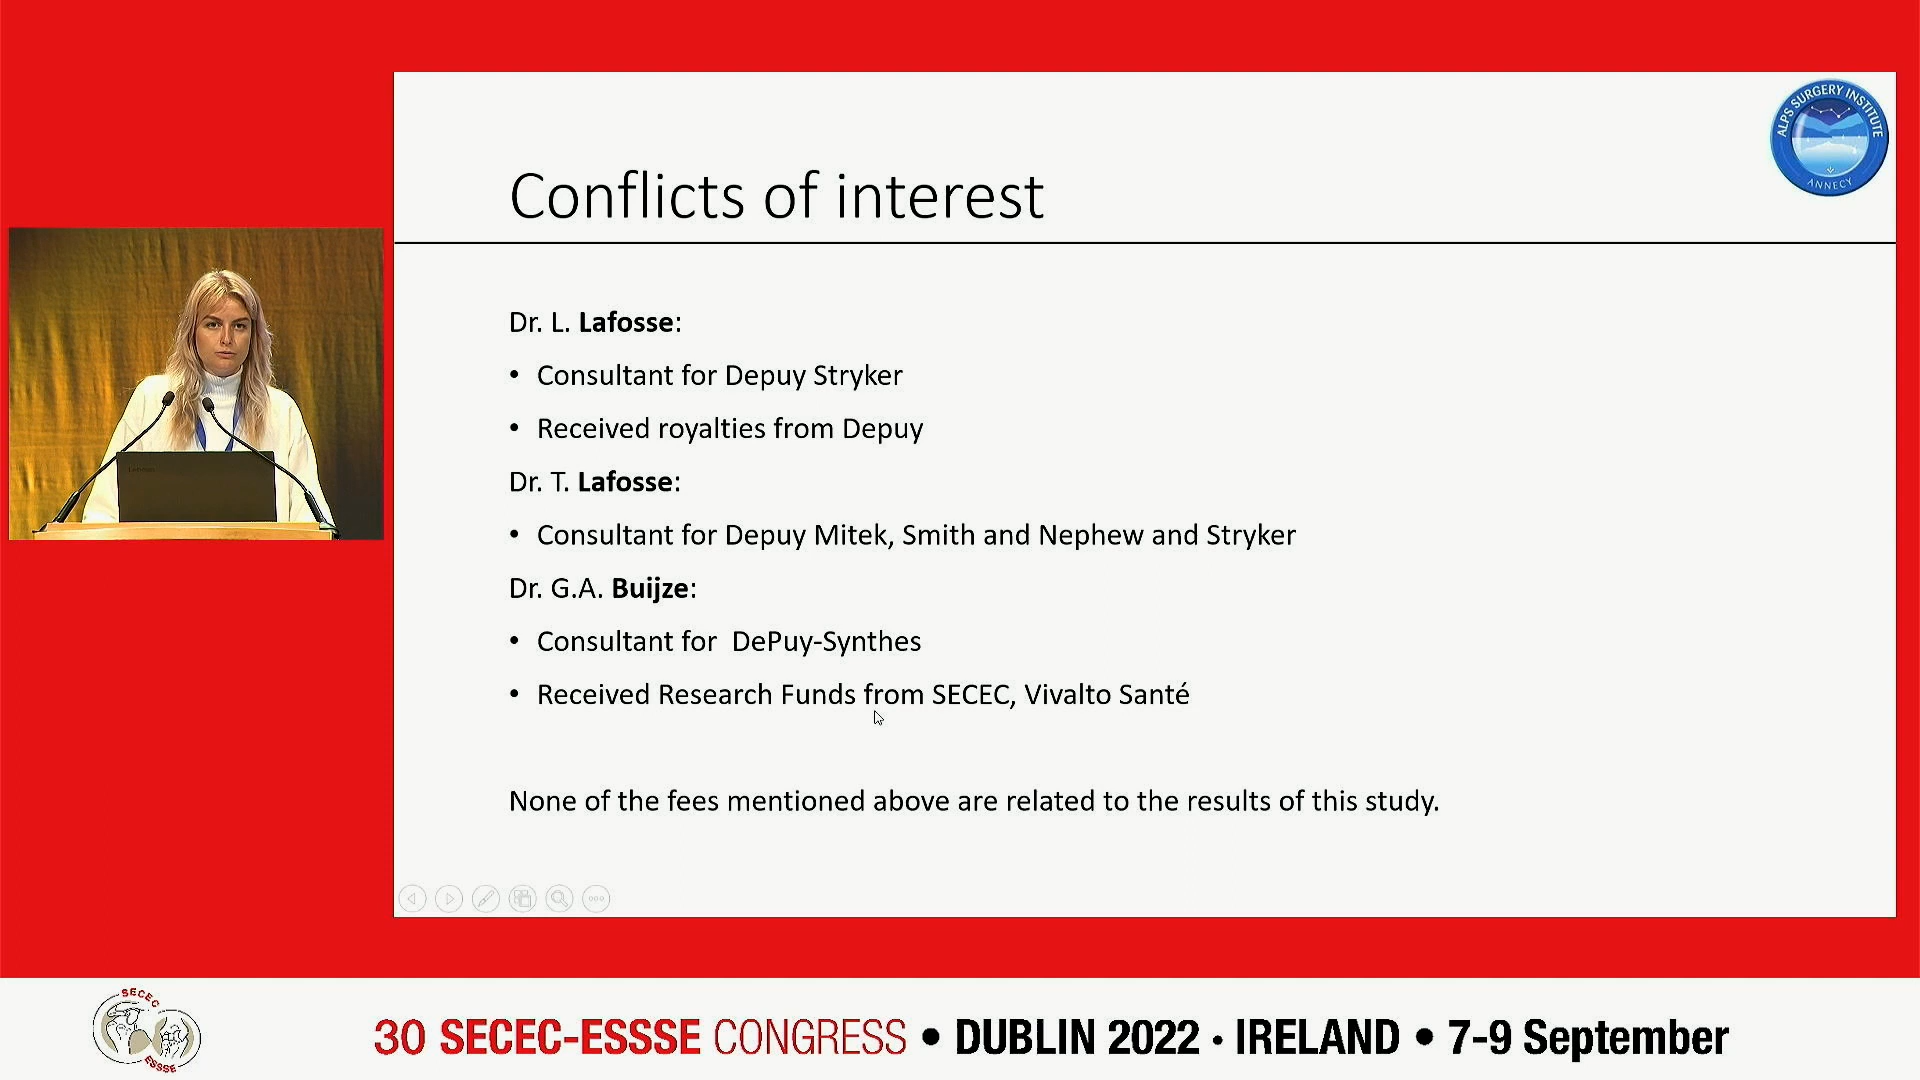 ALPS SURGERY INSTITUTE
ANNECY
Conflicts of interest
Dr. L. Lafosse:
• Consultant for Depuy Stryker
• Received royalties from Depuy
Dr. T. Lafosse:
• Consultant for Depuy Mitek, Smith and Nephew and Stryker
Dr. G.A. Buijze:
• Consultant for  DePuy-Synthes
• Received Research Funds from SECEC, Vivalto Santé
None of the fees mentioned above are related to the results of this study.
SECEC
ESSSE
30 SECEC-ESSSE CONGRESS • DUBLIN 2022 • IRELAND • 7-9 September